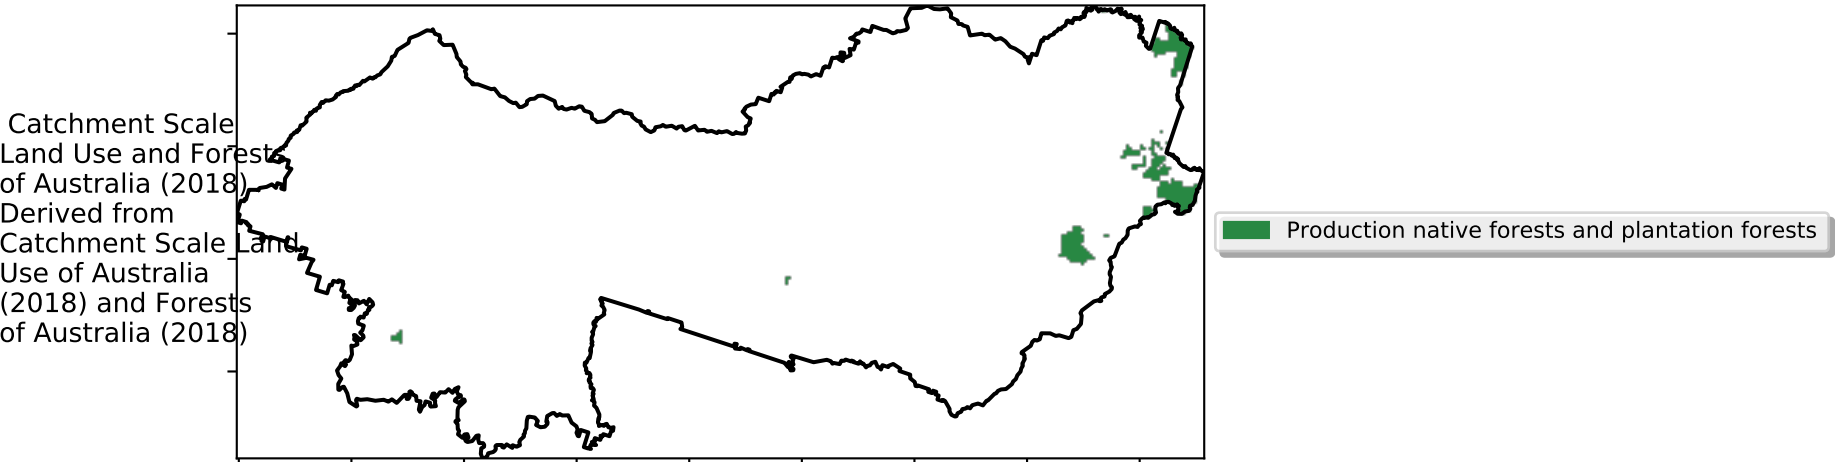 Catchment Scale
Land Use and Forests
of Australia (2018)
Derived from
Catchment Scale Land
Use of Australia
(2018) and Forests
of Australia (2018)
Production native forests and plantation forests